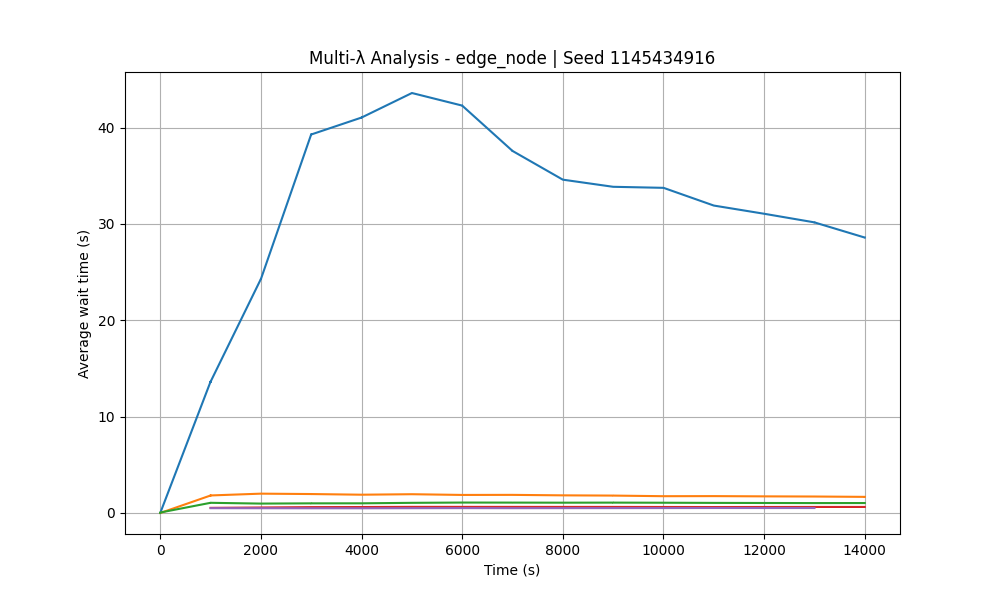 Multi-λ Analysis - edge_node | Seed 1145434916
Average wait time (s)
40
30
20
10
0
0 2000 4000 6000 8000 10000 12000 14000
Time (s)